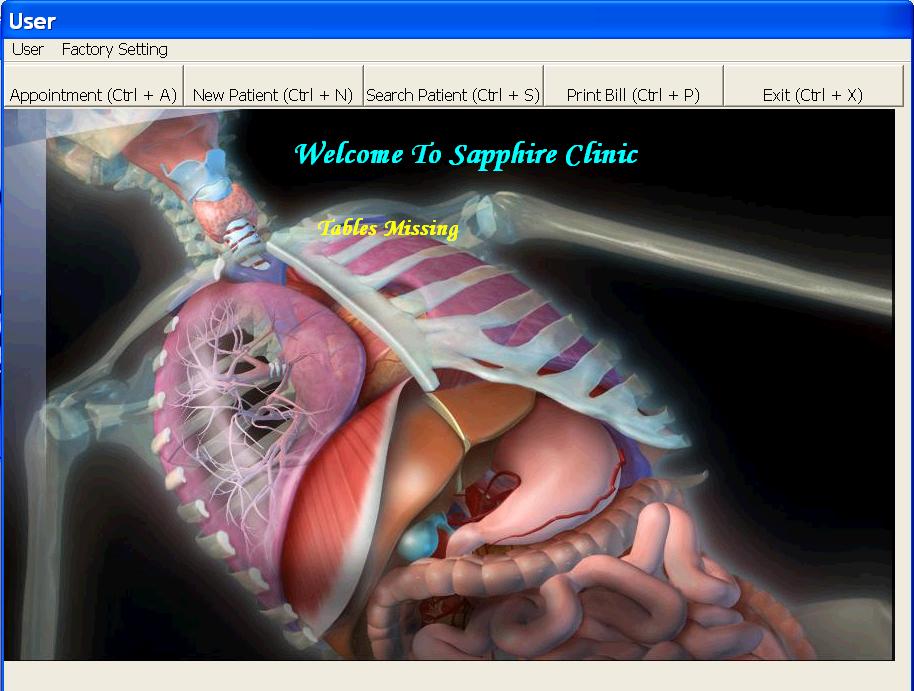 User
User Factory Setting
Appointment (Ctrl + A) New Patient (Ctrl + N) Search Patient (Ctrl + S) Print Bill (Ctrl + P) Exit (Ctrl + X)
Welcome To Sapphire Clinic
Tables Missing